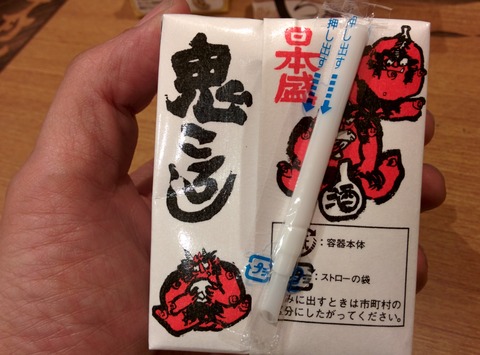 鬼ころし
日本盛
押し出す
押し出す
酒
:容器本体
プラ
:ストローの袋
みに出すときは市町村の
分にしたがってください。